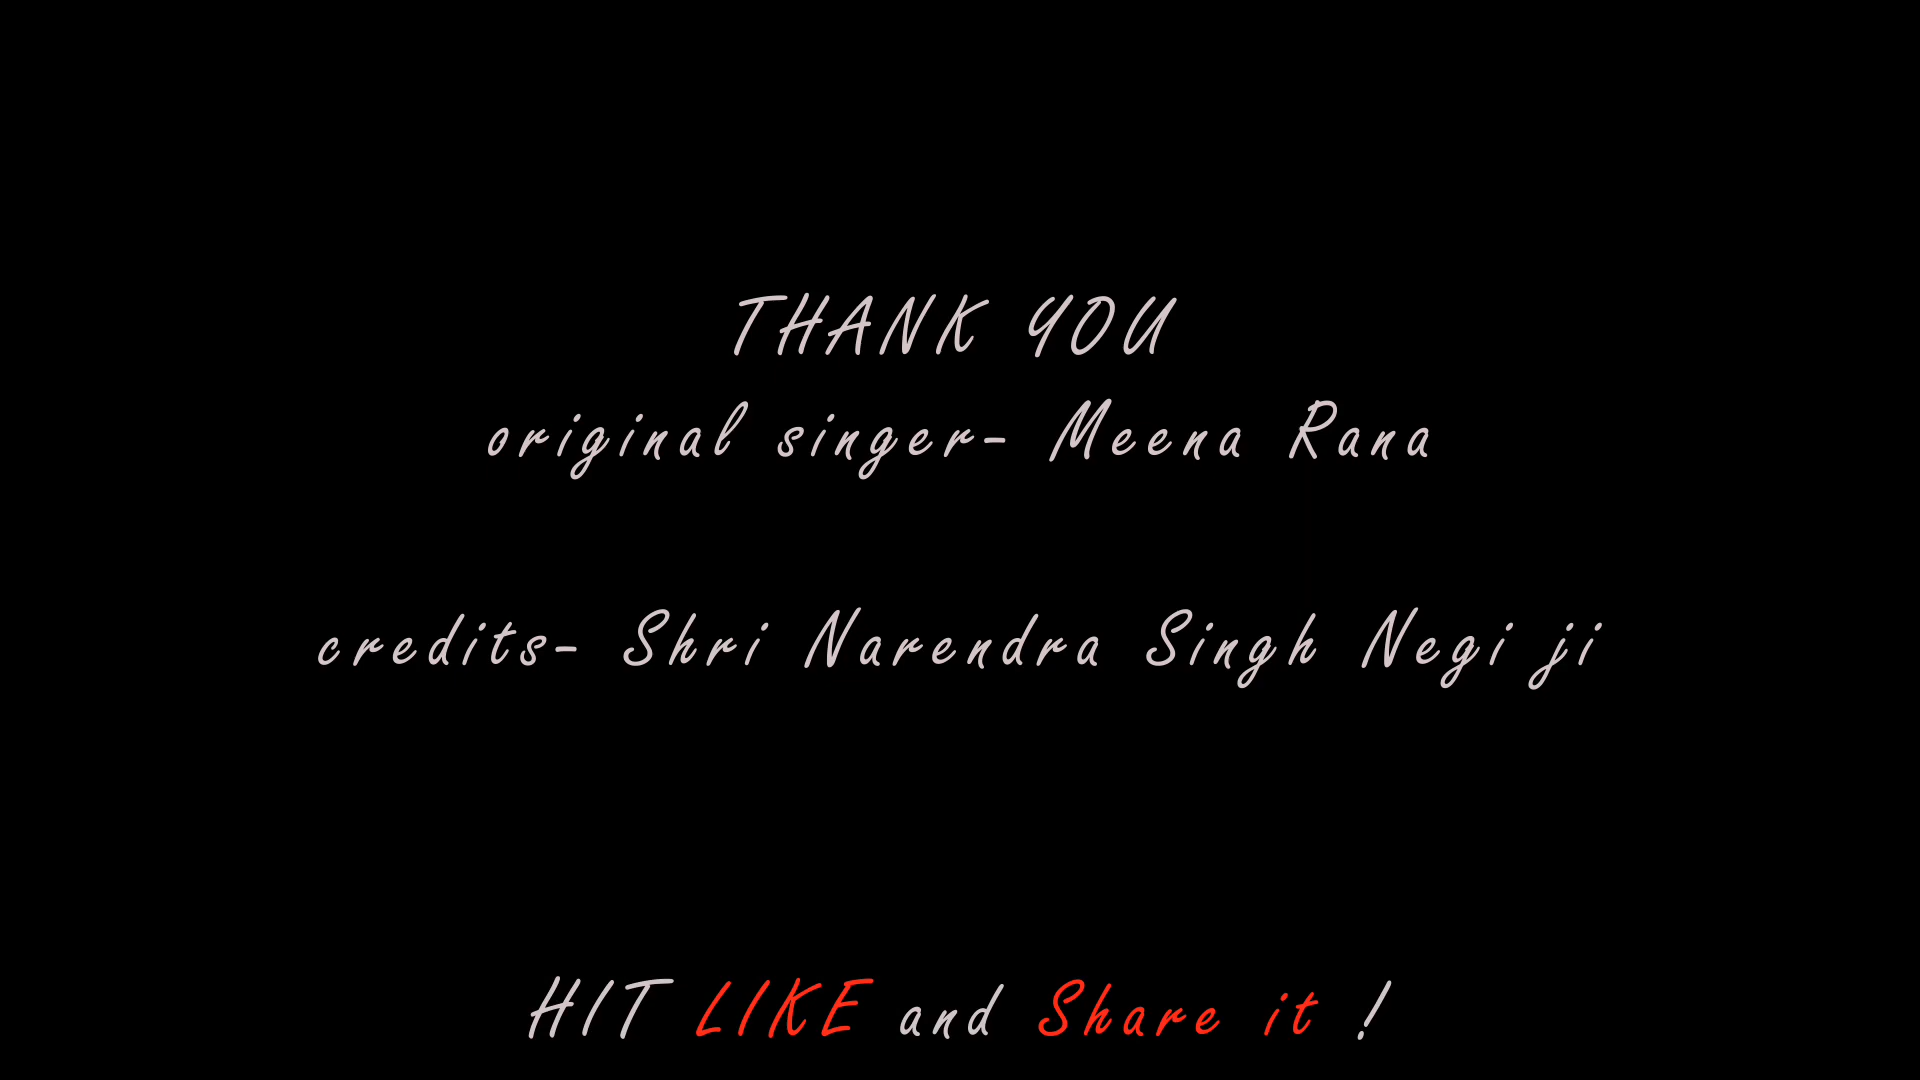 THANK YOU
original singer- Meena Rana
credits- Shri Narendra Singh Negi ji
HIT LIKE and Share it !